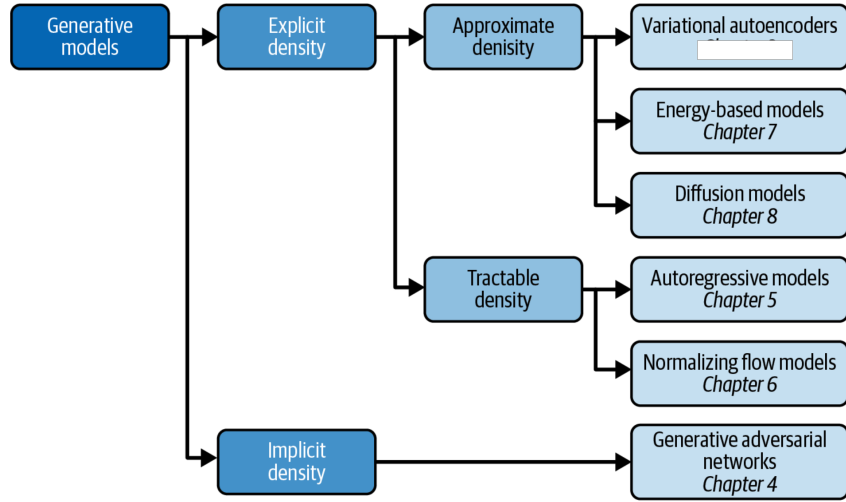 Generative
models
Explicit
density
Approximate
denisity
Variational autoencoders
Energy-based models
Chapter 7
Diffusion models
Chapter 8
Tractable
density
Autoregressive models
Chapter 5
Normalizing flow models
Chapter 6
Implicit
density
Generative adversarial
networks
Chapter 4